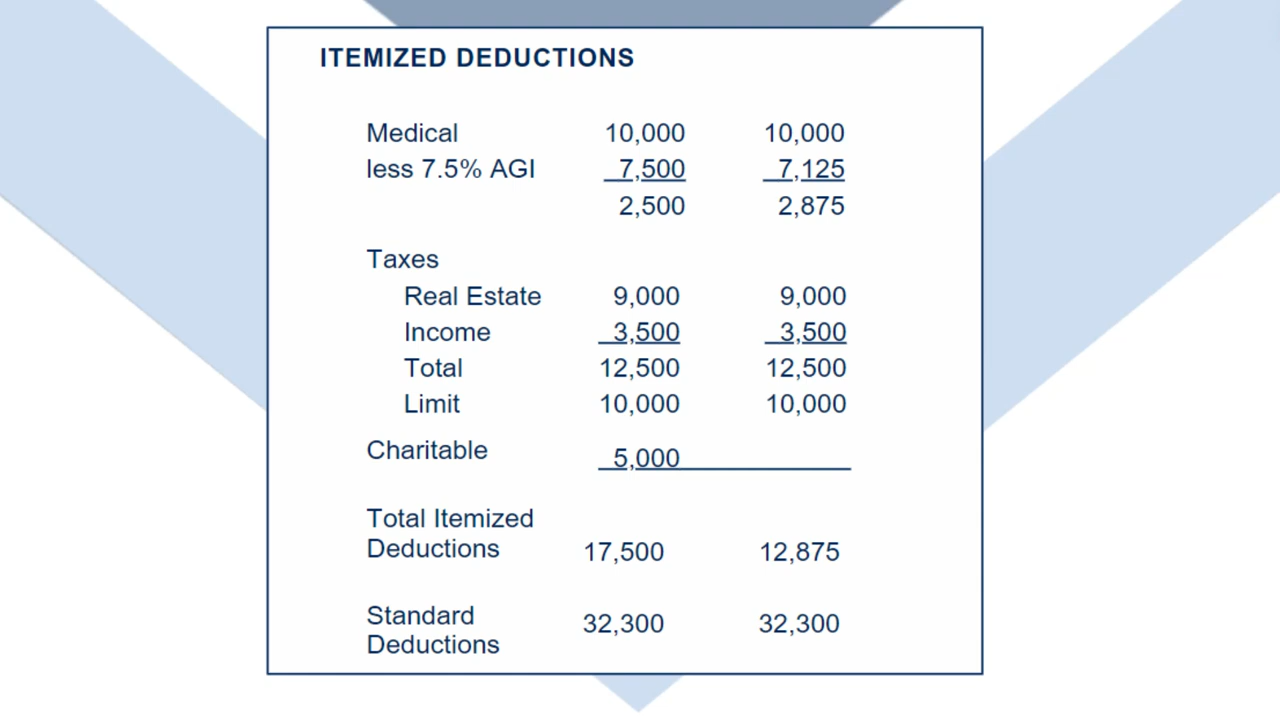 ITEMIZED DEDUCTIONS
Medical 10,000 10,000
less 7.5% AGI 7,500 7,125
2,500 2,875
Taxes
Real Estate 9,000 9,000
Income 3,500 3,500
Total 12,500 12,500
Limit 10,000 10,000
Charitable 5,000
Total Itemized
Deductions 17,500 12,875
Standard
Deductions 32,300 32,300